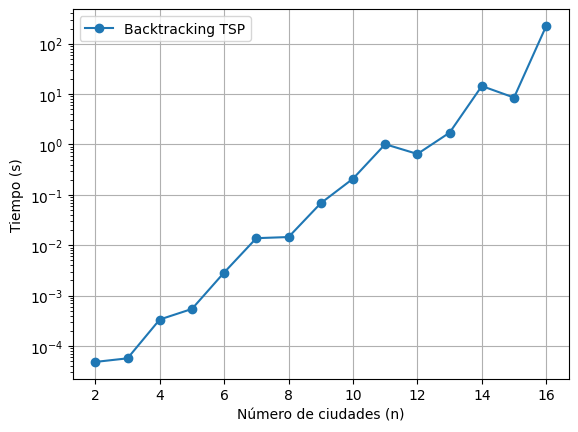 Backtracking TSP
Tiempo (s)
10²
10¹
10⁰
10⁻¹
10⁻²
10⁻³
10⁻⁴
2 4 6 8 10 12 14 16
Número de ciudades (n)